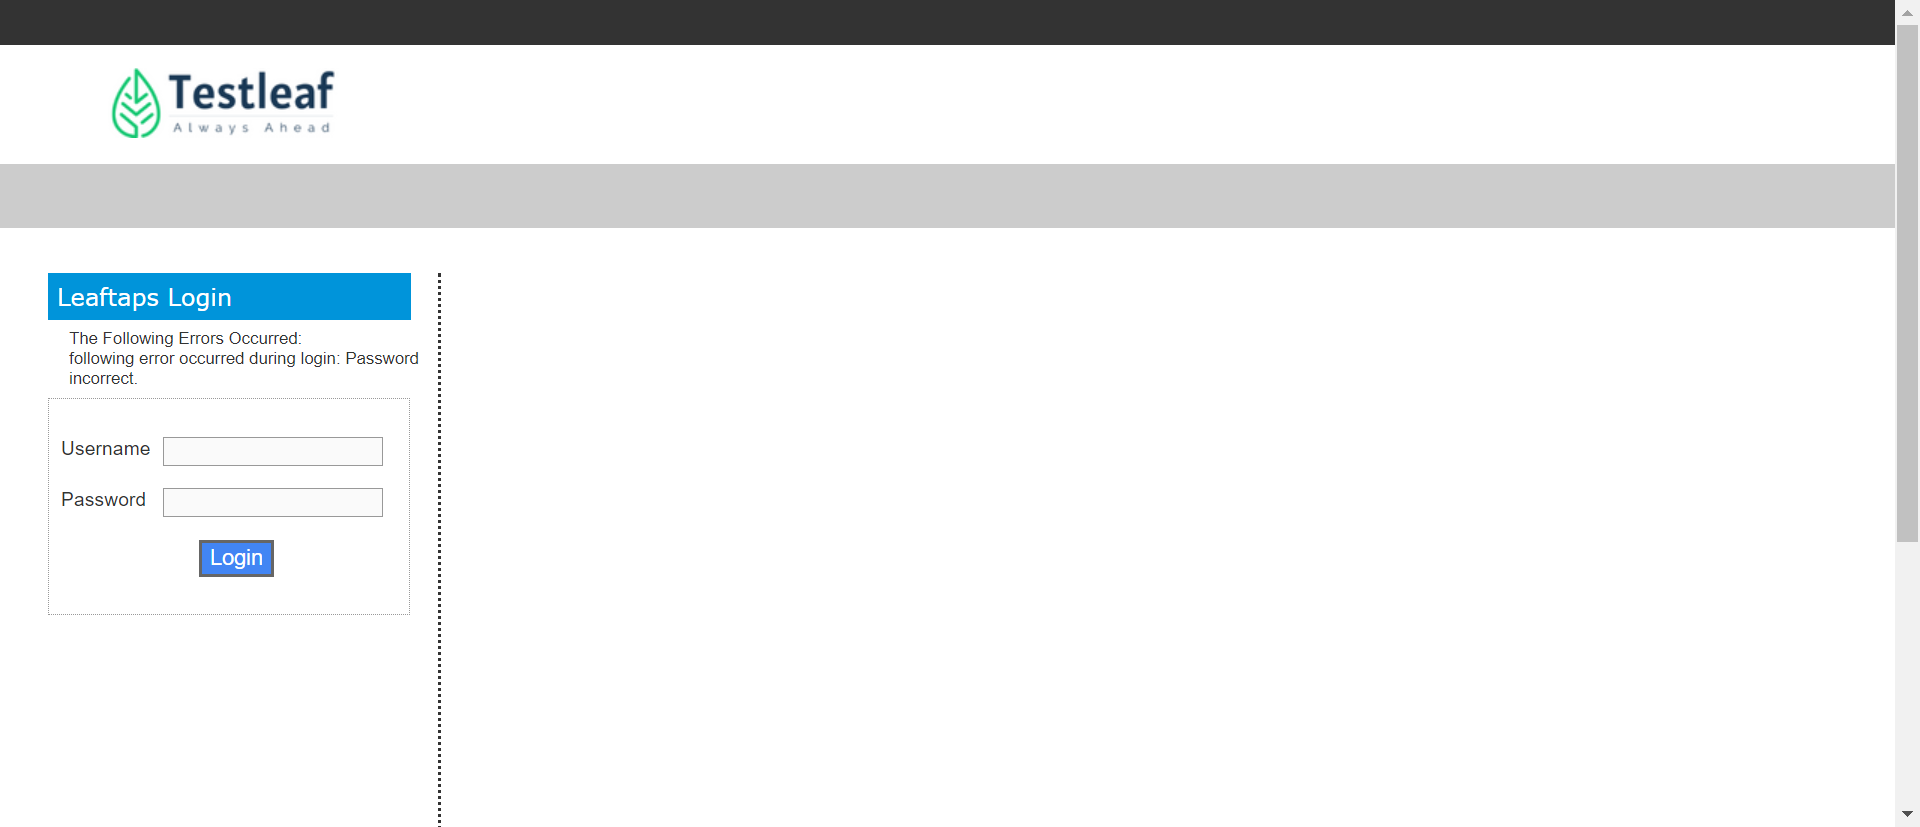 Testleaf
Always Ahead
Leaftaps Login
The Following Errors Occurred:
following error occurred during login: Password
incorrect.
Username
Password
Login